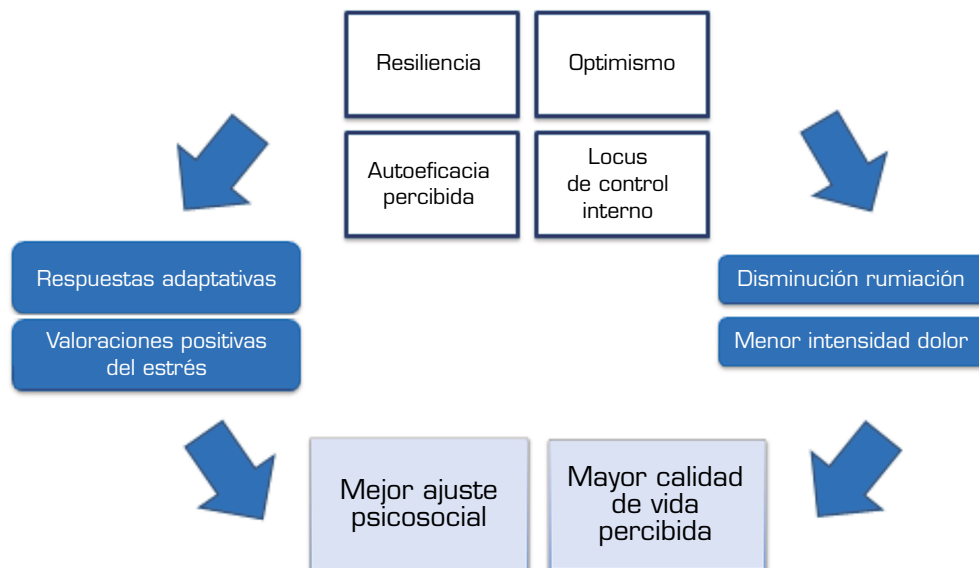 Resiliencia
Optimismo
Autoeficacia
percibida
Locus
de control
interno
Respuestas adaptativas
Valoraciones positivas
del estrés
Disminución rumiación
Menor intensidad dolor
Mejor ajuste
psicosocial
Mayor calidad
de vida
percibida